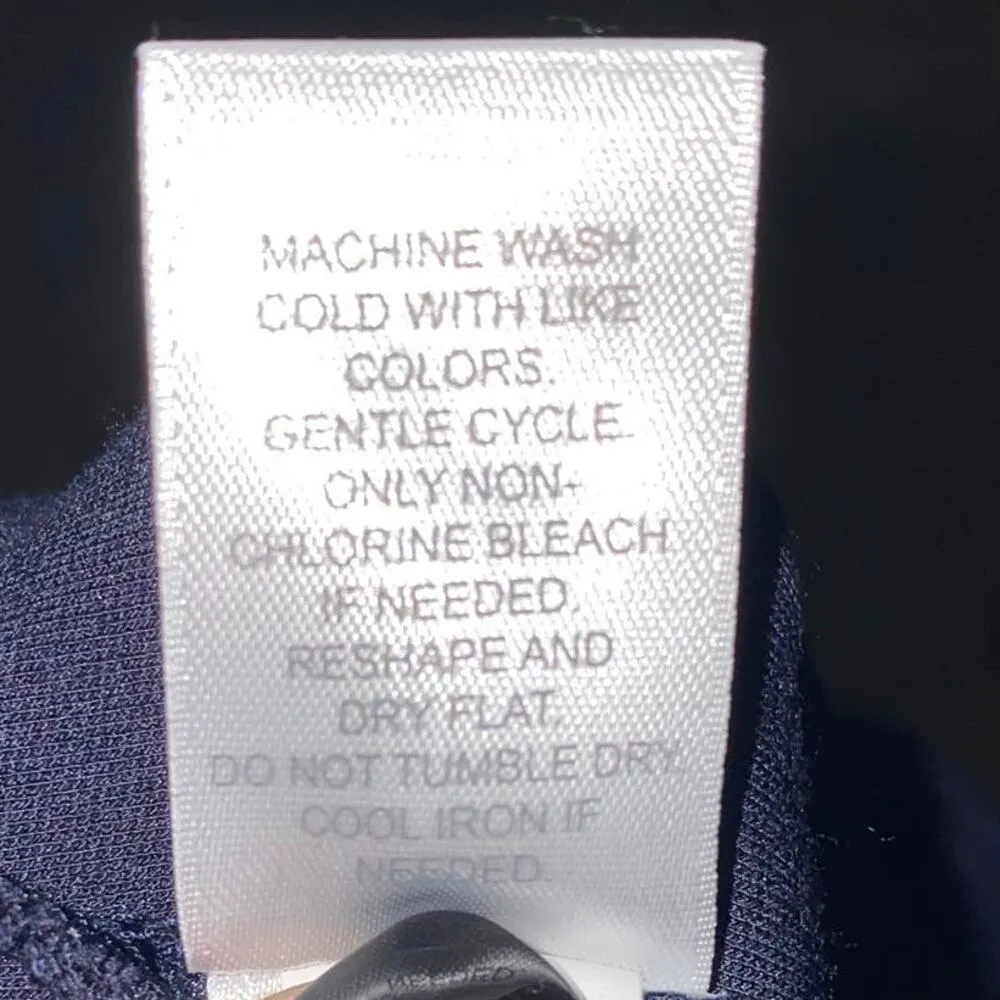 MACHINE WASH
COLD WITH LIKE
COLORS.
GENTLE CYCLE.
ONLY NON-
CHLORINE BLEACH
IF NEEDED.
RESHAPE AND
DRY FLAT.
DO NOT TUMBLE DRY.
COOL IRON IF
NEEDED.